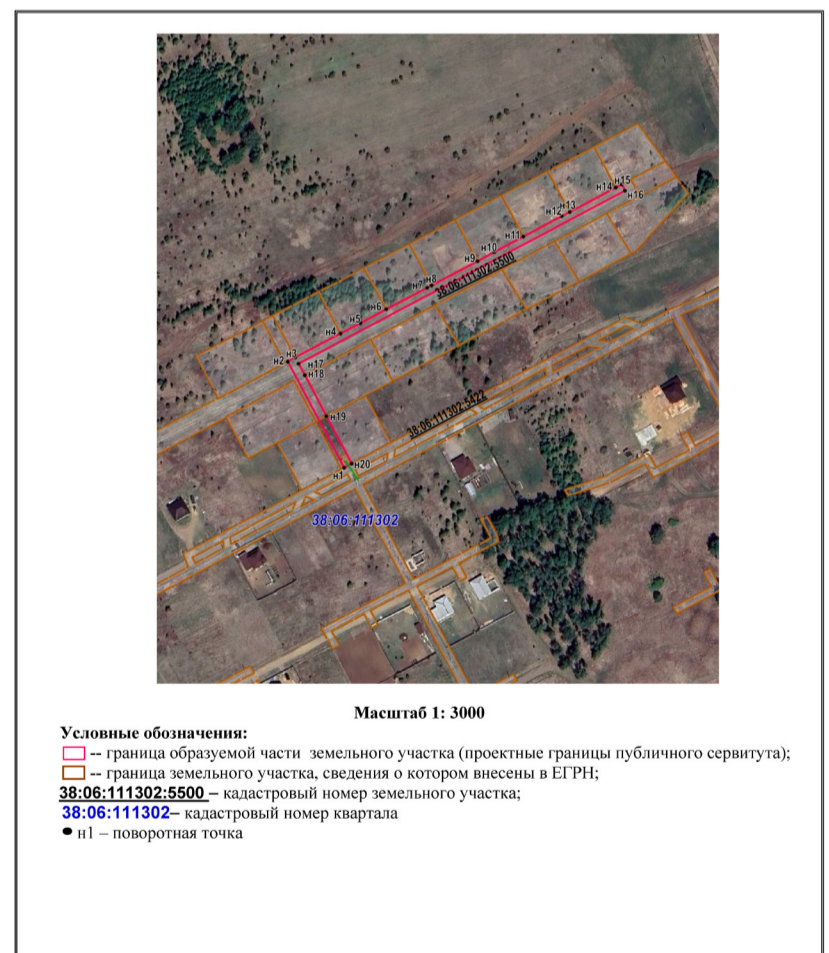 н15
н14
н16
н13
н12
н11
н10
н9
38:06:111302:5500
н8
н7
н6
н5
н4
н3
н2
н17
н18
н19
38:06:111302:5422
н20
н1
38:06:111302
Масштаб 1: 3000
Условные обозначения:
-- граница образуемой части земельного участка (проектные границы публичного сервитута);
-- граница земельного участка, сведения о котором внесены в ЕГРН;
38:06:111302:5500 – кадастровый номер земельного участка;
38:06:111302– кадастровый номер квартала
н1 – поворотная точка